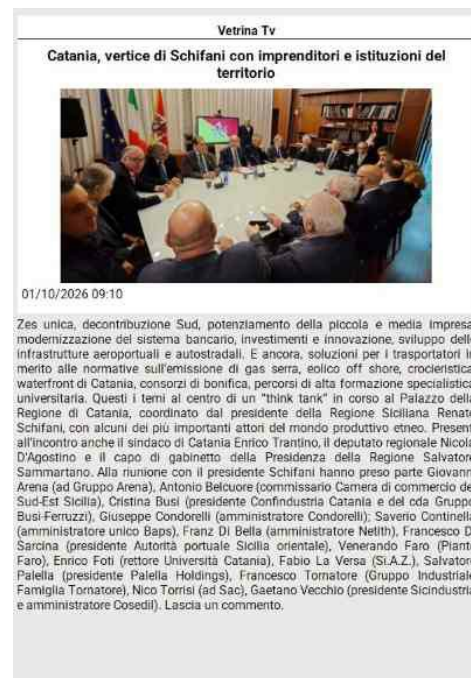 Vetrina Tv
Catania, vertice di Schifani con imprenditori e istituzioni del
territorio
01/10/2026 09:10
Zes unica, decontribuzione Sud, potenziamento della piccola e media impresa
modernizzazione del sistema bancario, investimenti e innovazione, sviluppo dell
infrastrutture aeroportuali e autostradali. E ancora, soluzioni per i trasportatori i
merito alle normative sull'emissione di gas serra, eolico off shore, crocieristica
waterfront di Catania, consorzi di bonifica, percorsi di alta formazione specialistica
universitaria. Questi i temi al centro di un "think tank" in corso al Palazzo della
Regione di Catania, coordinato dal presidente della Regione Siciliana Renato
Schifani, con alcuni dei più importanti attori del mondo produttivo etneo. Present
all'incontro anche il sindaco di Catania Enrico Trantino, il deputato regionale Nicola
D'Agostino e il capo di gabinetto della Presidenza della Regione Salvatore
Sammartano. Alla riunione con il presidente Schifani hanno preso parte Giovann
Arena (ad Gruppo Arena), Antonio Belcuore (commissario Camera di commercio de
Sud-Est Sicilia), Cristina Busi (presidente Confindustria Catania e del cda Gruppo
Busi-Ferruzzi), Giuseppe Condorelli (amministratore Condorelli); Saverio Continella
(amministratore unico Baps), Franz Di Bella (amministratore Netith), Francesco D
Sarcina (presidente Autorità portuale Sicilia orientale), Venerando Faro (Piante
Faro), Enrico Foti (rettore Università Catania), Fabio La Versa (Si.A.Z.), Salvatore
Palella (presidente Palella Holdings), Francesco Tornatore (Gruppo Industriale
Famiglia Tornatore), Nico Torrisi (ad Sac), Gaetano Vecchio (presidente Sicindustria
e amministratore Cosedil). Lascia un commento.